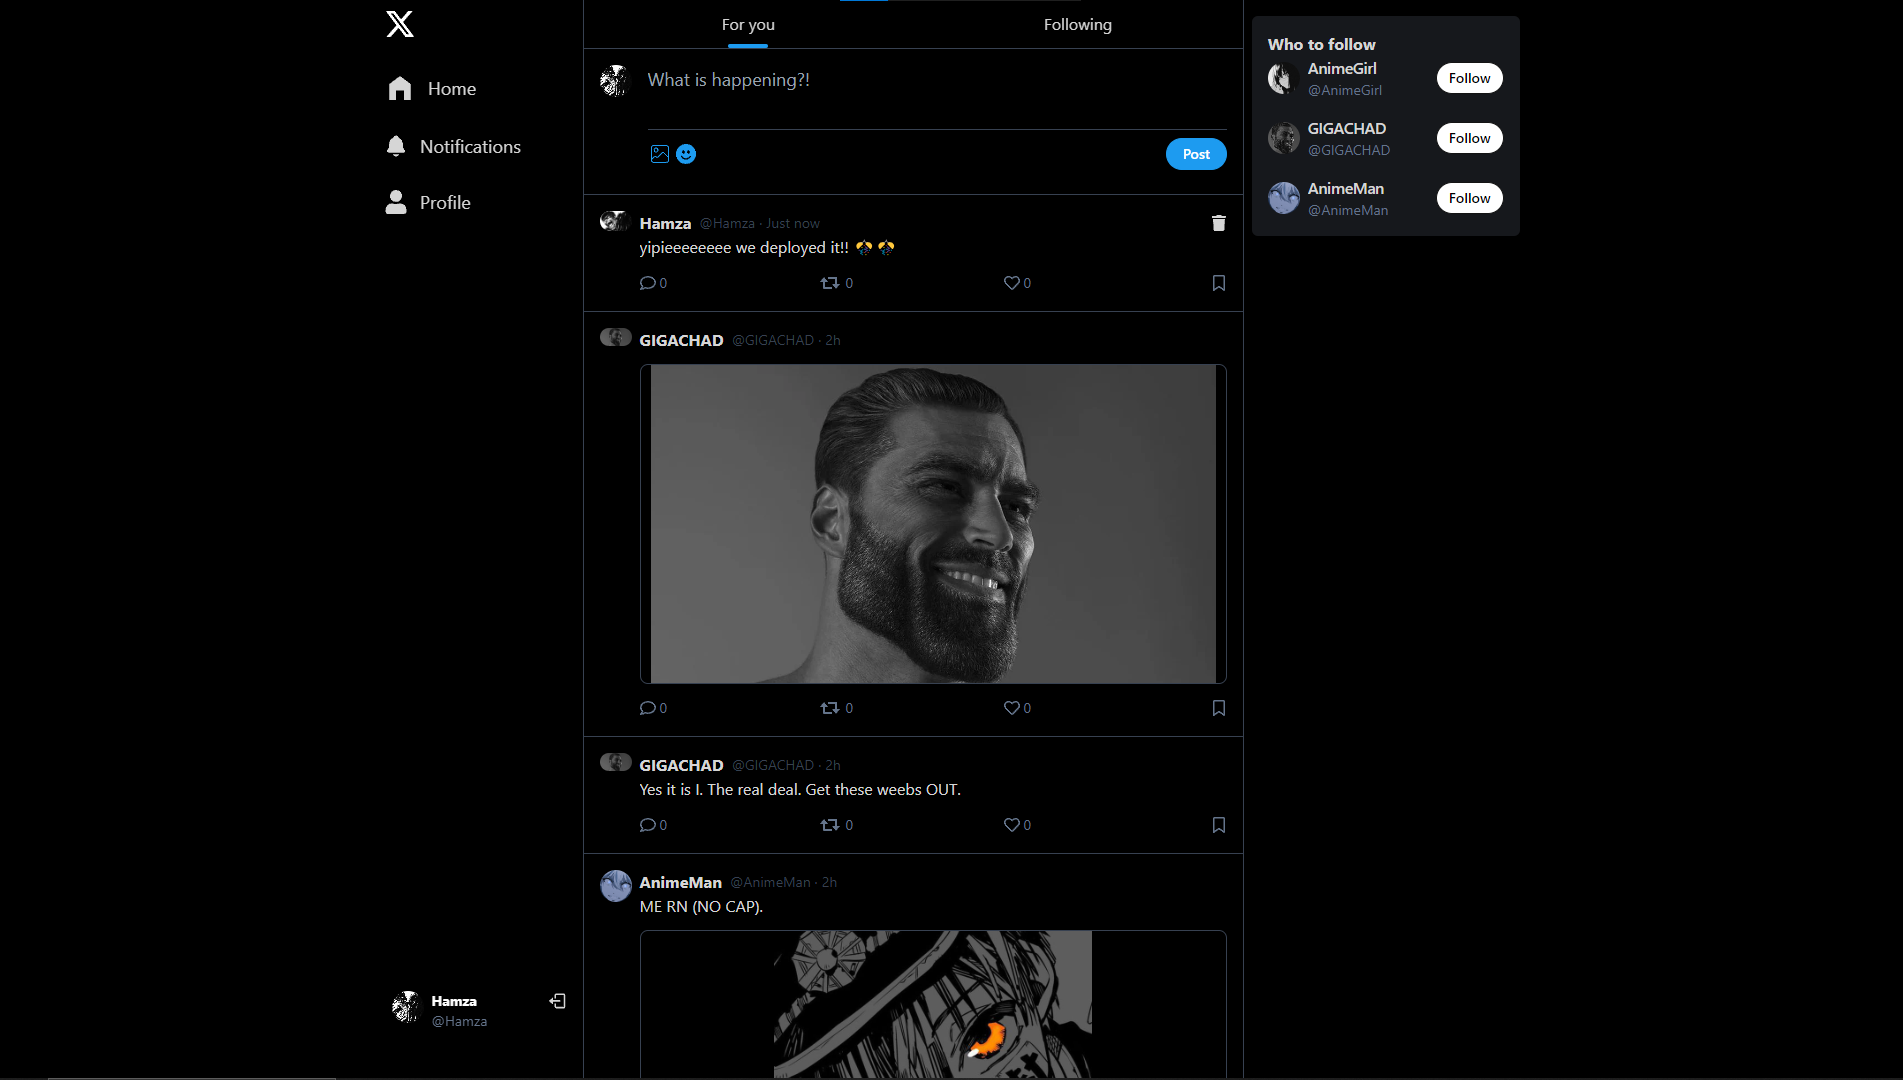 Home
Notifications
Profile
Hamza
@Hamza
For you
Following
What is happening?!
Post
Hamza @Hamza · Just now
yipieeeeeeee we deployed it!!
0 0 0
GIGACHAD @GIGACHAD · 2h
0 0 0
GIGACHAD @GIGACHAD · 2h
Yes it is I. The real deal. Get these weebs OUT.
0 0 0
AnimeMan @AnimeMan · 2h
ME RN (NO CAP).
Who to follow
AnimeGirl
@AnimeGirl
Follow
GIGACHAD
@GIGACHAD
Follow
AnimeMan
@AnimeMan
Follow